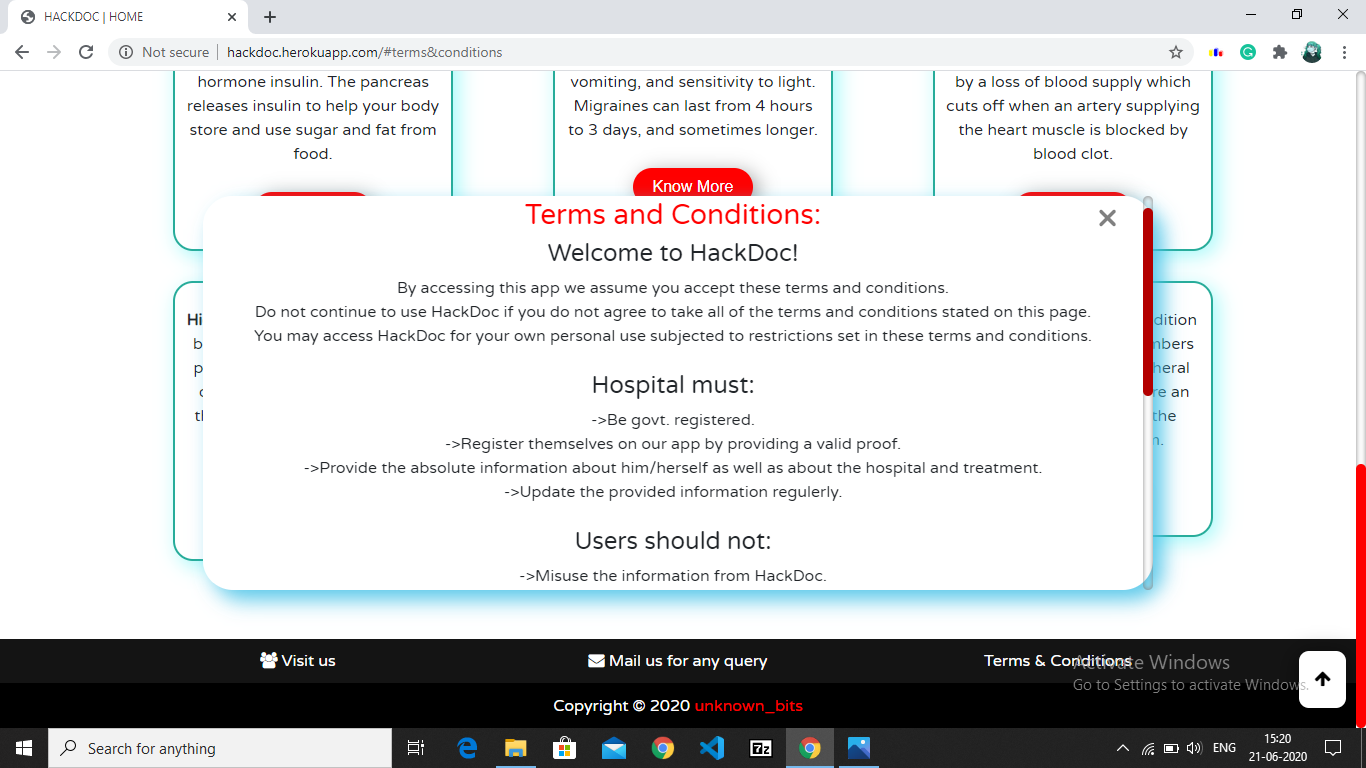 HACKDOC | HOME
Not secure
hackdoc.herokuapp.com/#terms&conditions
hormone insulin. The pancreas
releases insulin to help your body
store and use sugar and fat from
food.
vomiting, and sensitivity to light.
Migraines can last from 4 hours
to 3 days, and sometimes longer.
Know More
by a loss of blood supply which
cuts off when an artery supplying
the heart muscle is blocked by
blood clot.
Terms and Conditions:
Welcome to HackDoc!
By accessing this app we assume you accept these terms and conditions.
Do not continue to use HackDoc if you do not agree to take all of the terms and conditions stated on this page.
You may access HackDoc for your own personal use subjected to restrictions set in these terms and conditions.
Hospital must:
->Be govt. registered.
->Register themselves on our app by providing a valid proof.
->Provide the absolute information about him/herself as well as about the hospital and treatment.
->Update the provided information regulerly.
Users should not:
->Misuse the information from HackDoc.
Visit us
Mail us for any query
Terms & Conditions
Activate Windows
Go to Settings to activate Windows.
Copyright © 2020 unknown_bits
Search for anything
7z
ENG
15:20
21-06-2020